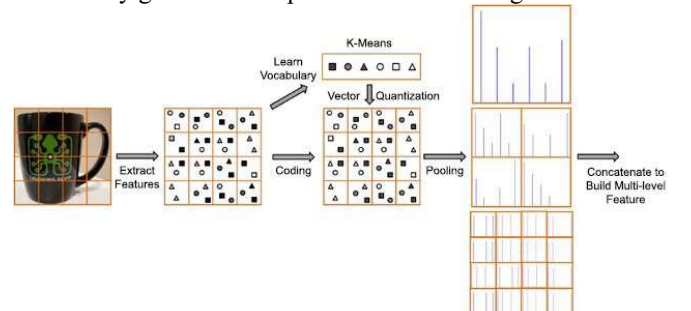 K-Means
Learn
Vocabulary
Vector
Quantization
Extract
Features
Coding
Pooling
Concatenate to
Build Multi-level
Feature